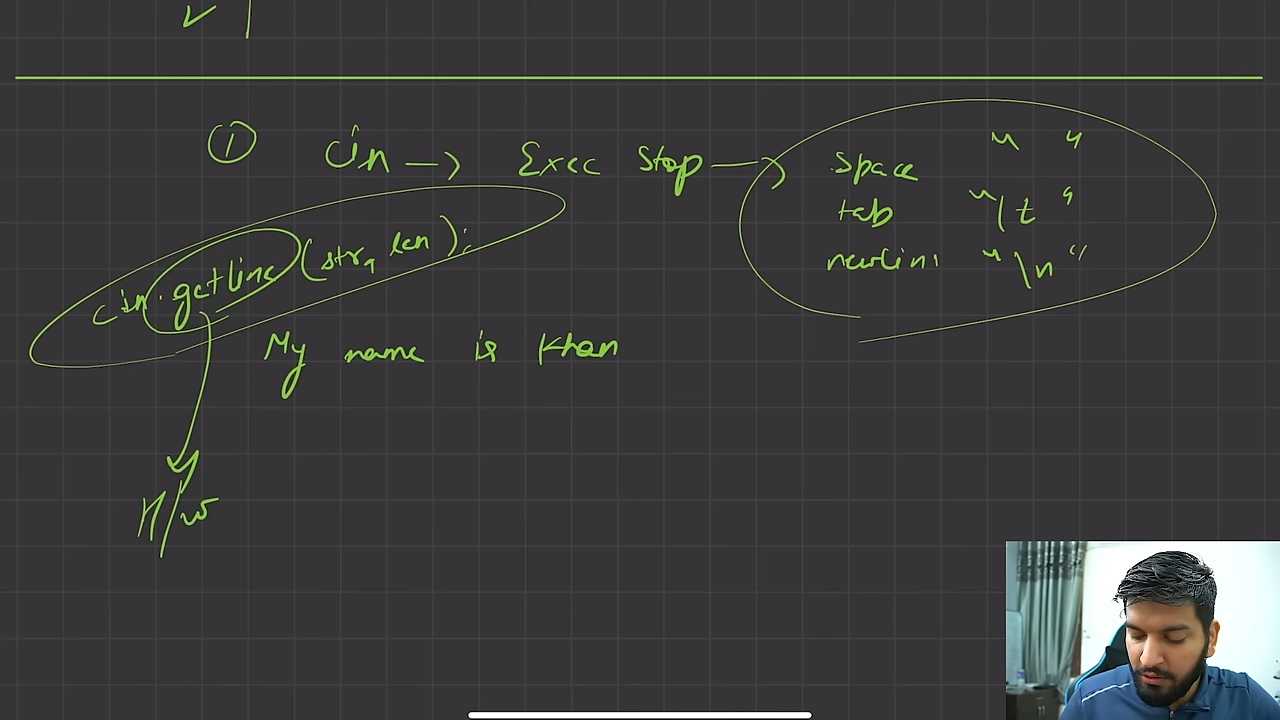 ① Cin → Exec Stop → space " "
tab "\t"
newline "\n"
cin.getline(str, len);
My name is Khan
H/w